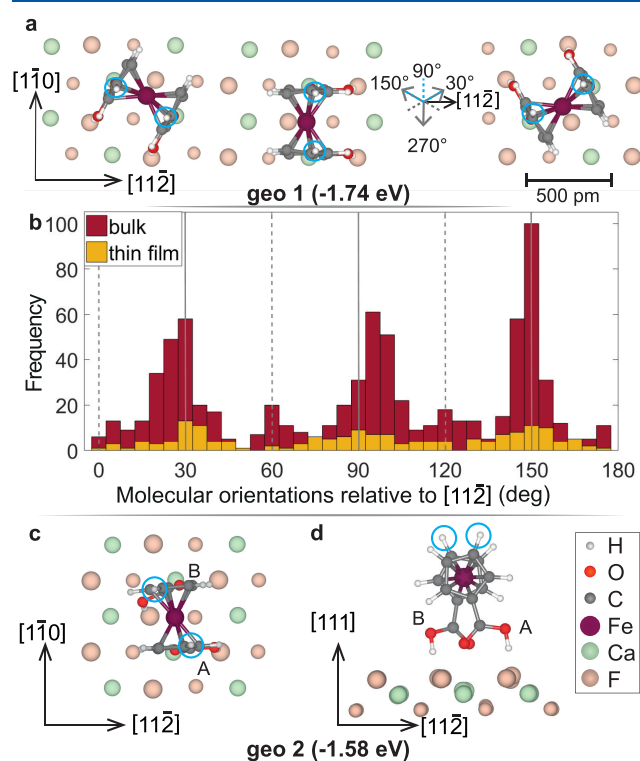 a
[11̅0]
[112̅]
150° 90° 30°
[112̅]
270°
geo 1 (-1.74 eV)
500 pm
b
bulk
thin film
Frequency
100
80
60
40
20
0
0 30 60 90 120 150 180
Molecular orientations relative to [112̅] (deg)
c
B
A
[11̅0]
[112̅]
d
B A
[111]
[112̅]
H
O
C
Fe
Ca
F
geo 2 (-1.58 eV)